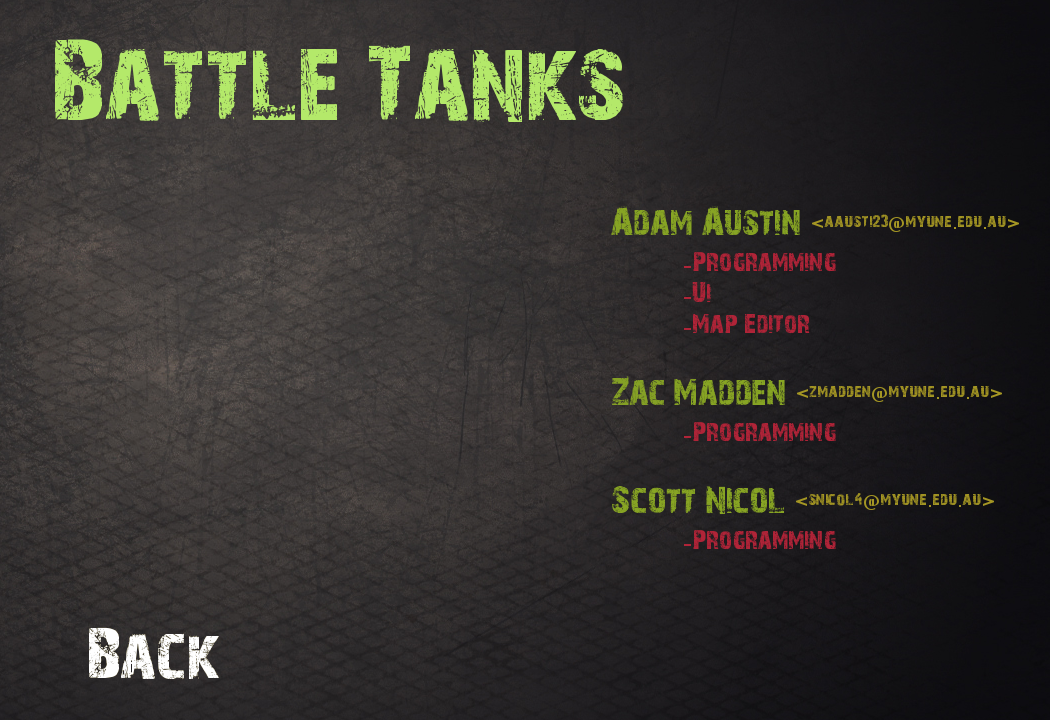 Battle Tanks
Adam Austin <aausti23@myune.edu.au>
-Programming
-UI
-Map Editor
Zac Madden <zmadden@myune.edu.au>
-Programming
Scott Nicol <snicol4@myune.edu.au>
-Programming
Back